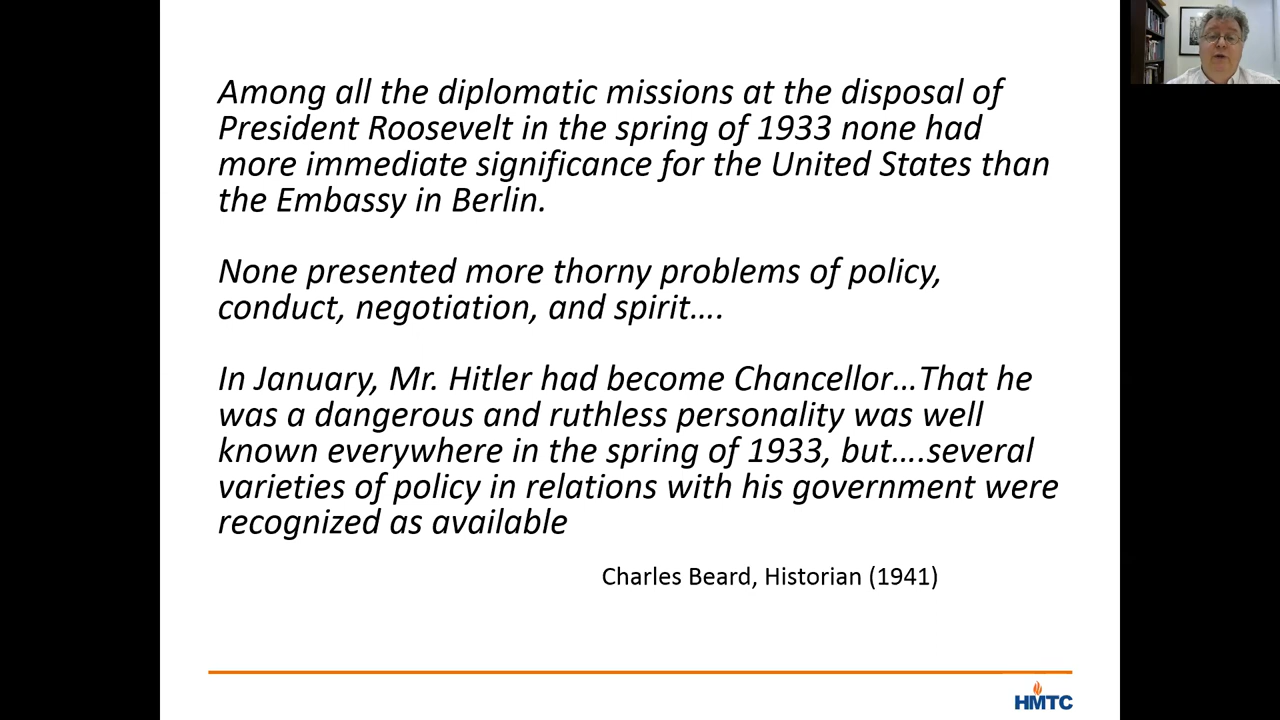 Among all the diplomatic missions at the disposal of
President Roosevelt in the spring of 1933 none had
more immediate significance for the United States than
the Embassy in Berlin.
None presented more thorny problems of policy,
conduct, negotiation, and spirit….
In January, Mr. Hitler had become Chancellor…That he
was a dangerous and ruthless personality was well
known everywhere in the spring of 1933, but….several
varieties of policy in relations with his government were
recognized as available
Charles Beard, Historian (1941)
HMTC